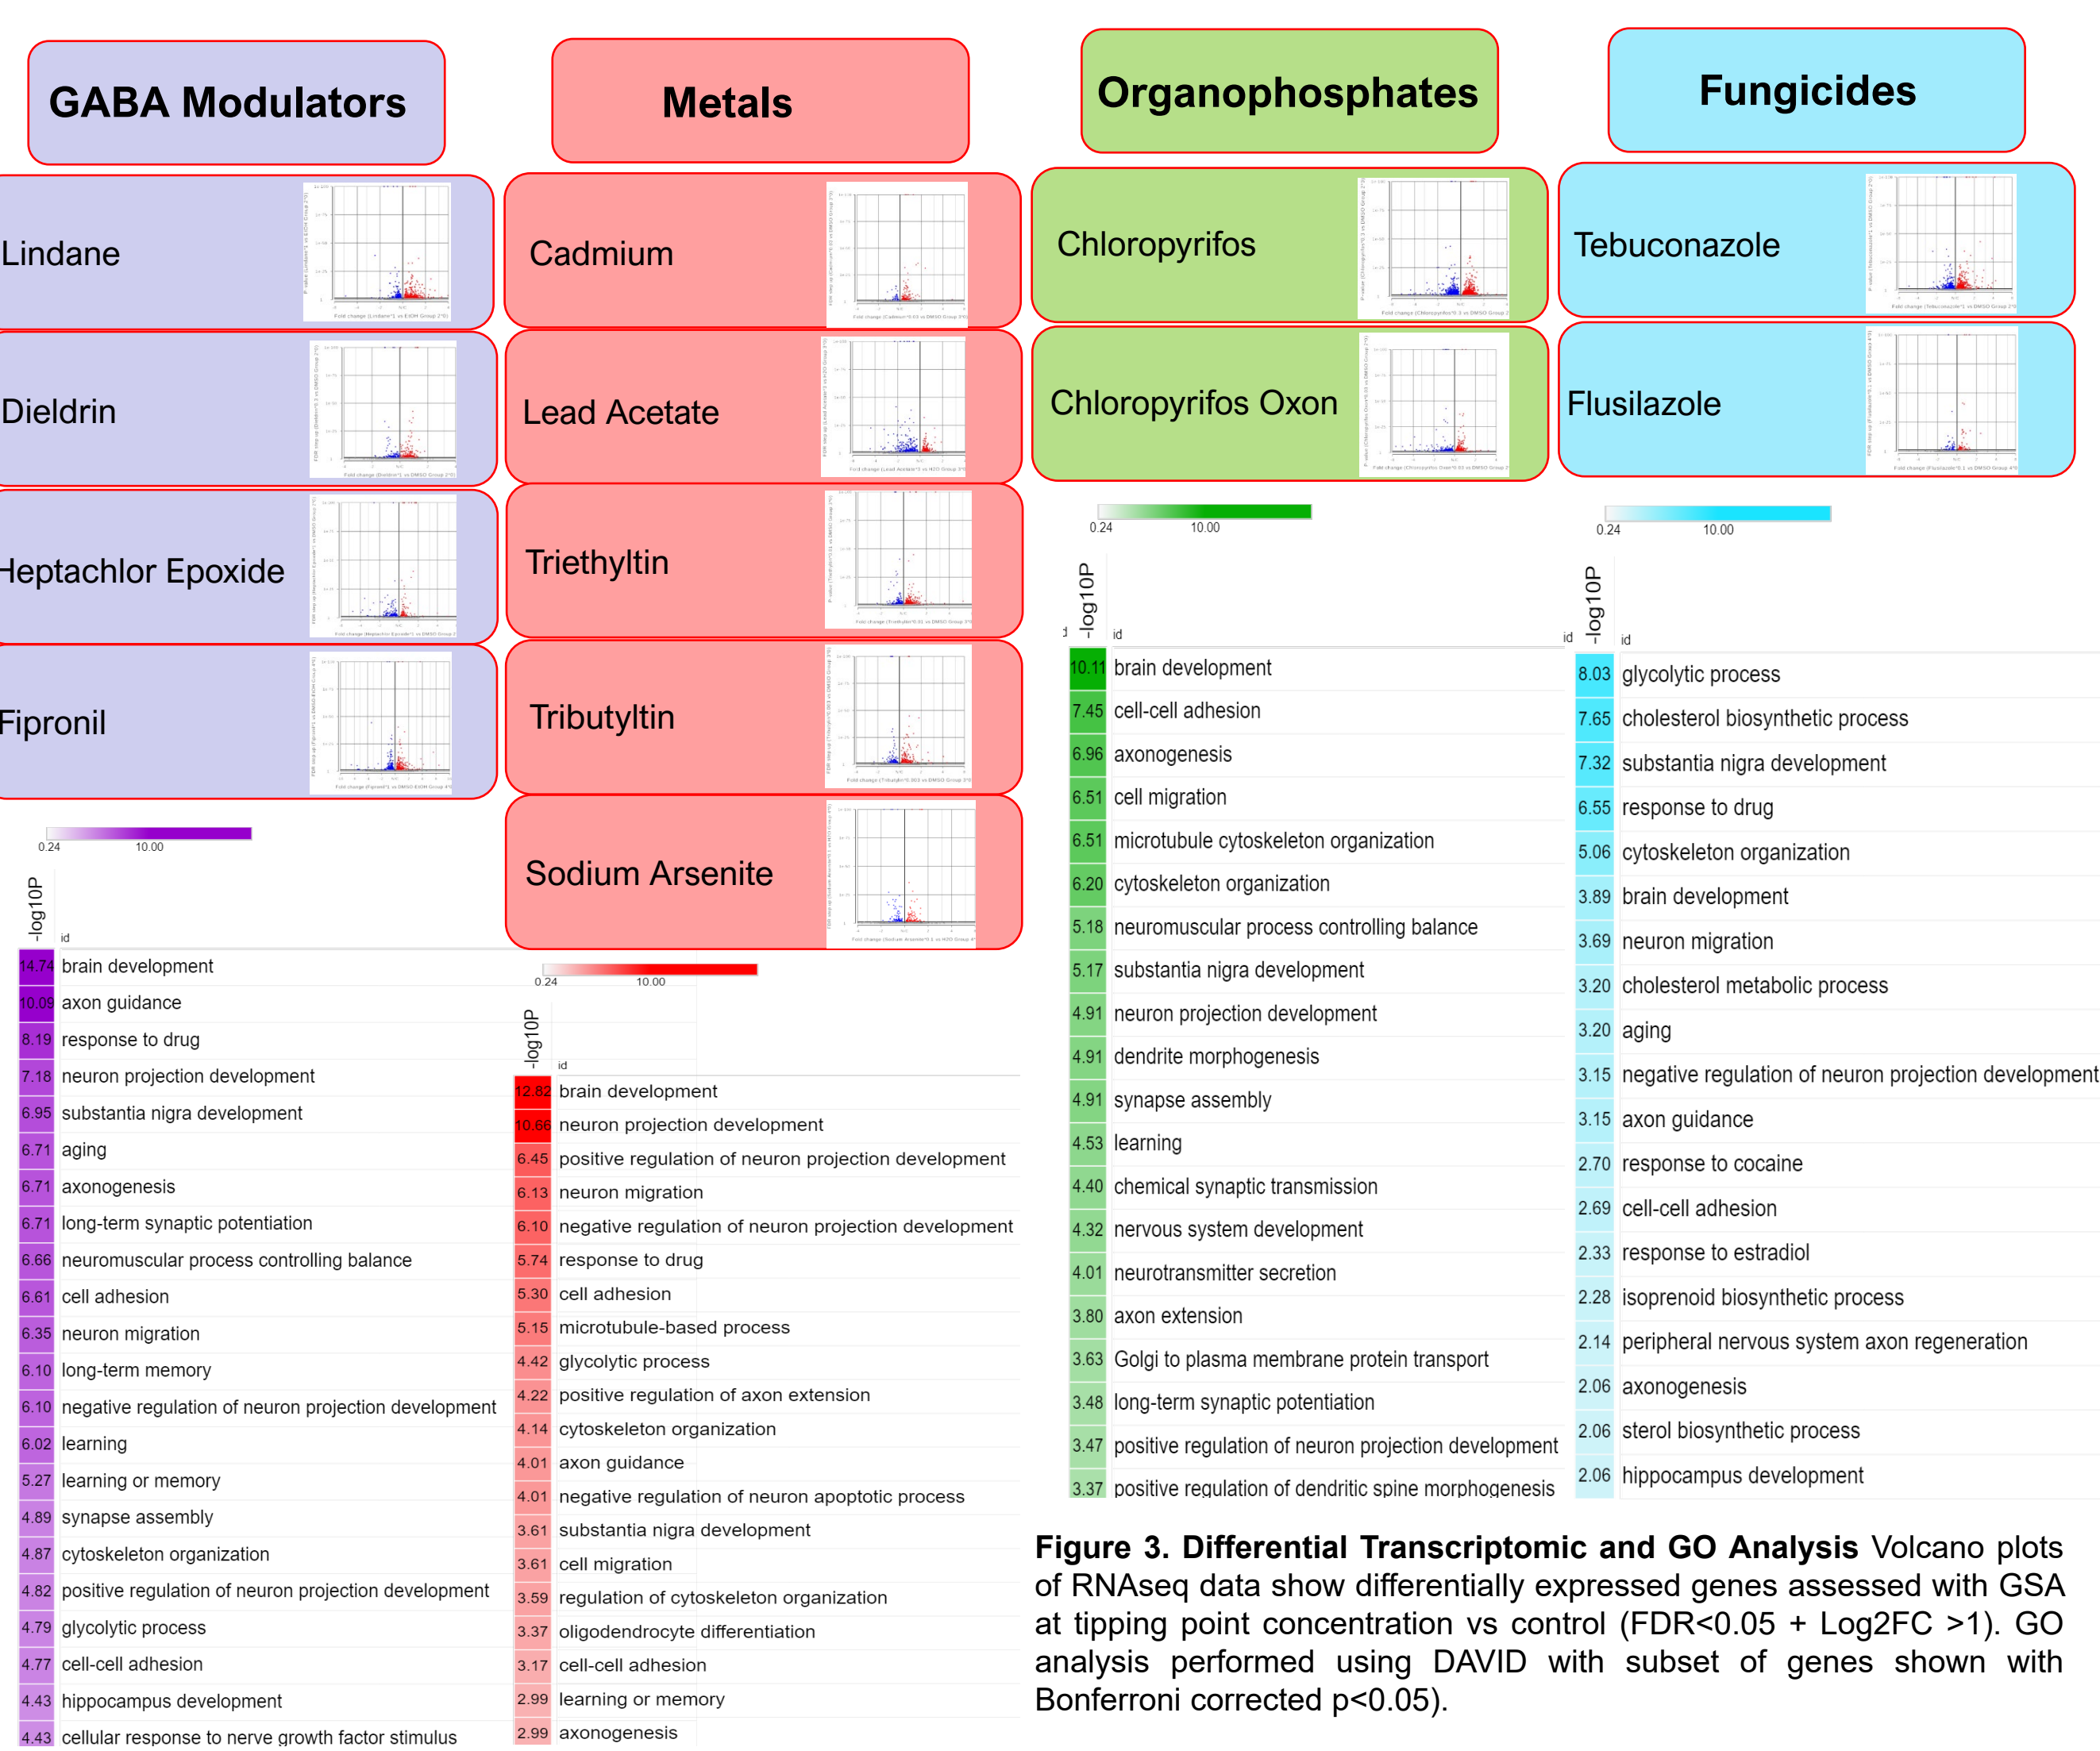 GABA Modulators
Lindane
Dieldrin
Heptachlor Epoxide
Fipronil
0.24 10.00
-log10P
id
14.74 brain development
10.09 axon guidance
8.19 response to drug
7.18 neuron projection development
6.95 substantia nigra development
6.71 aging
6.71 axonogenesis
6.71 long-term synaptic potentiation
6.66 neuromuscular process controlling balance
6.61 cell adhesion
6.35 neuron migration
6.10 long-term memory
6.10 negative regulation of neuron projection development
6.02 learning
5.27 learning or memory
4.89 synapse assembly
4.87 cytoskeleton organization
4.82 positive regulation of neuron projection development
4.79 glycolytic process
4.77 cell-cell adhesion
4.43 hippocampus development
4.43 cellular response to nerve growth factor stimulus
Metals
Cadmium
Lead Acetate
Triethyltin
Tributyltin
Sodium Arsenite
0.24 10.00
-log10P
id
12.82 brain development
10.66 neuron projection development
6.45 positive regulation of neuron projection development
6.13 neuron migration
6.10 negative regulation of neuron projection development
5.74 response to drug
5.30 cell adhesion
5.15 microtubule-based process
4.42 glycolytic process
4.22 positive regulation of axon extension
4.14 cytoskeleton organization
4.01 axon guidance
4.01 negative regulation of neuron apoptotic process
3.61 substantia nigra development
3.61 cell migration
3.59 regulation of cytoskeleton organization
3.37 oligodendrocyte differentiation
3.17 cell-cell adhesion
2.99 learning or memory
2.99 axonogenesis
Organophosphates
Chloropyrifos
Chloropyrifos Oxon
0.24 10.00
-log10P
id
10.11 brain development
7.45 cell-cell adhesion
6.96 axonogenesis
6.51 cell migration
6.51 microtubule cytoskeleton organization
6.20 cytoskeleton organization
5.18 neuromuscular process controlling balance
5.17 substantia nigra development
4.91 neuron projection development
4.91 dendrite morphogenesis
4.91 synapse assembly
4.53 learning
4.40 chemical synaptic transmission
4.32 nervous system development
4.01 neurotransmitter secretion
3.80 axon extension
3.63 Golgi to plasma membrane protein transport
3.48 long-term synaptic potentiation
3.47 positive regulation of neuron projection development
3.37 positive regulation of dendritic spine morphogenesis
Fungicides
Tebuconazole
Flusilazole
0.24 10.00
id
-log10P
id
8.03 glycolytic process
7.65 cholesterol biosynthetic process
7.32 substantia nigra development
6.55 response to drug
5.06 cytoskeleton organization
3.89 brain development
3.69 neuron migration
3.20 cholesterol metabolic process
3.20 aging
3.15 negative regulation of neuron projection development
3.15 axon guidance
2.70 response to cocaine
2.69 cell-cell adhesion
2.33 response to estradiol
2.28 isoprenoid biosynthetic process
2.14 peripheral nervous system axon regeneration
2.06 axonogenesis
2.06 sterol biosynthetic process
2.06 hippocampus development
Figure 3. Differential Transcriptomic and GO Analysis Volcano plots
of RNAseq data show differentially expressed genes assessed with GSA
at tipping point concentration vs control (FDR<0.05 + Log2FC >1). GO
analysis performed using DAVID with subset of genes shown with
Bonferroni corrected p<0.05).